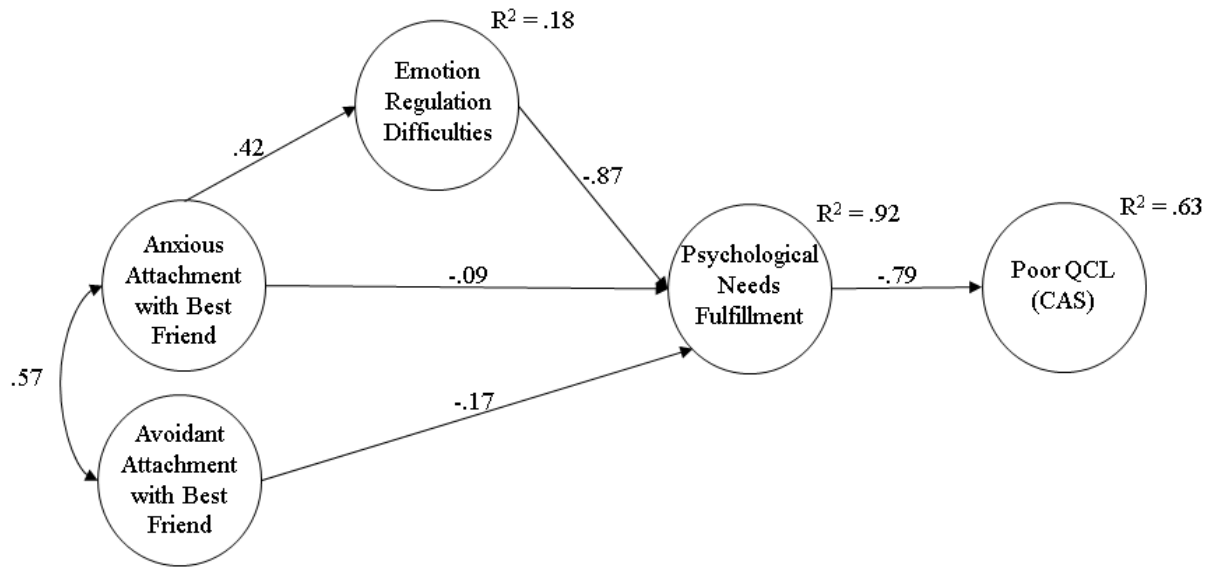 R² = .18
Emotion
Regulation
Difficulties
.42
-.87
R² = .92
R² = .63
Anxious
Attachment
with Best
Friend
-.09
Psychological
Needs
Fulfillment
-.79
Poor QCL
(CAS)
.57
-.17
Avoidant
Attachment
with Best
Friend